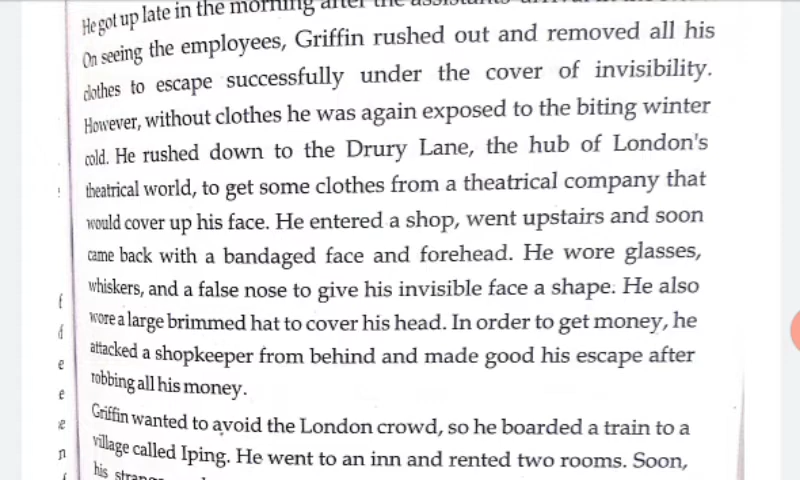 He got up late in the morning after the
On seeing the employees, Griffin rushed out and removed all his
clothes to escape successfully under the cover of invisibility.
However, without clothes he was again exposed to the biting winter
cold. He rushed down to the Drury Lane, the hub of London's
theatrical world, to get some clothes from a theatrical company that
would cover up his face. He entered a shop, went upstairs and soon
came back with a bandaged face and forehead. He wore glasses,
whiskers, and a false nose to give his invisible face a shape. He also
wore a large brimmed hat to cover his head. In order to get money, he
attacked a shopkeeper from behind and made good his escape after
robbing all his money.
Griffin wanted to avoid the London crowd, so he boarded a train to a
village called Iping. He went to an inn and rented two rooms. Soon,
his